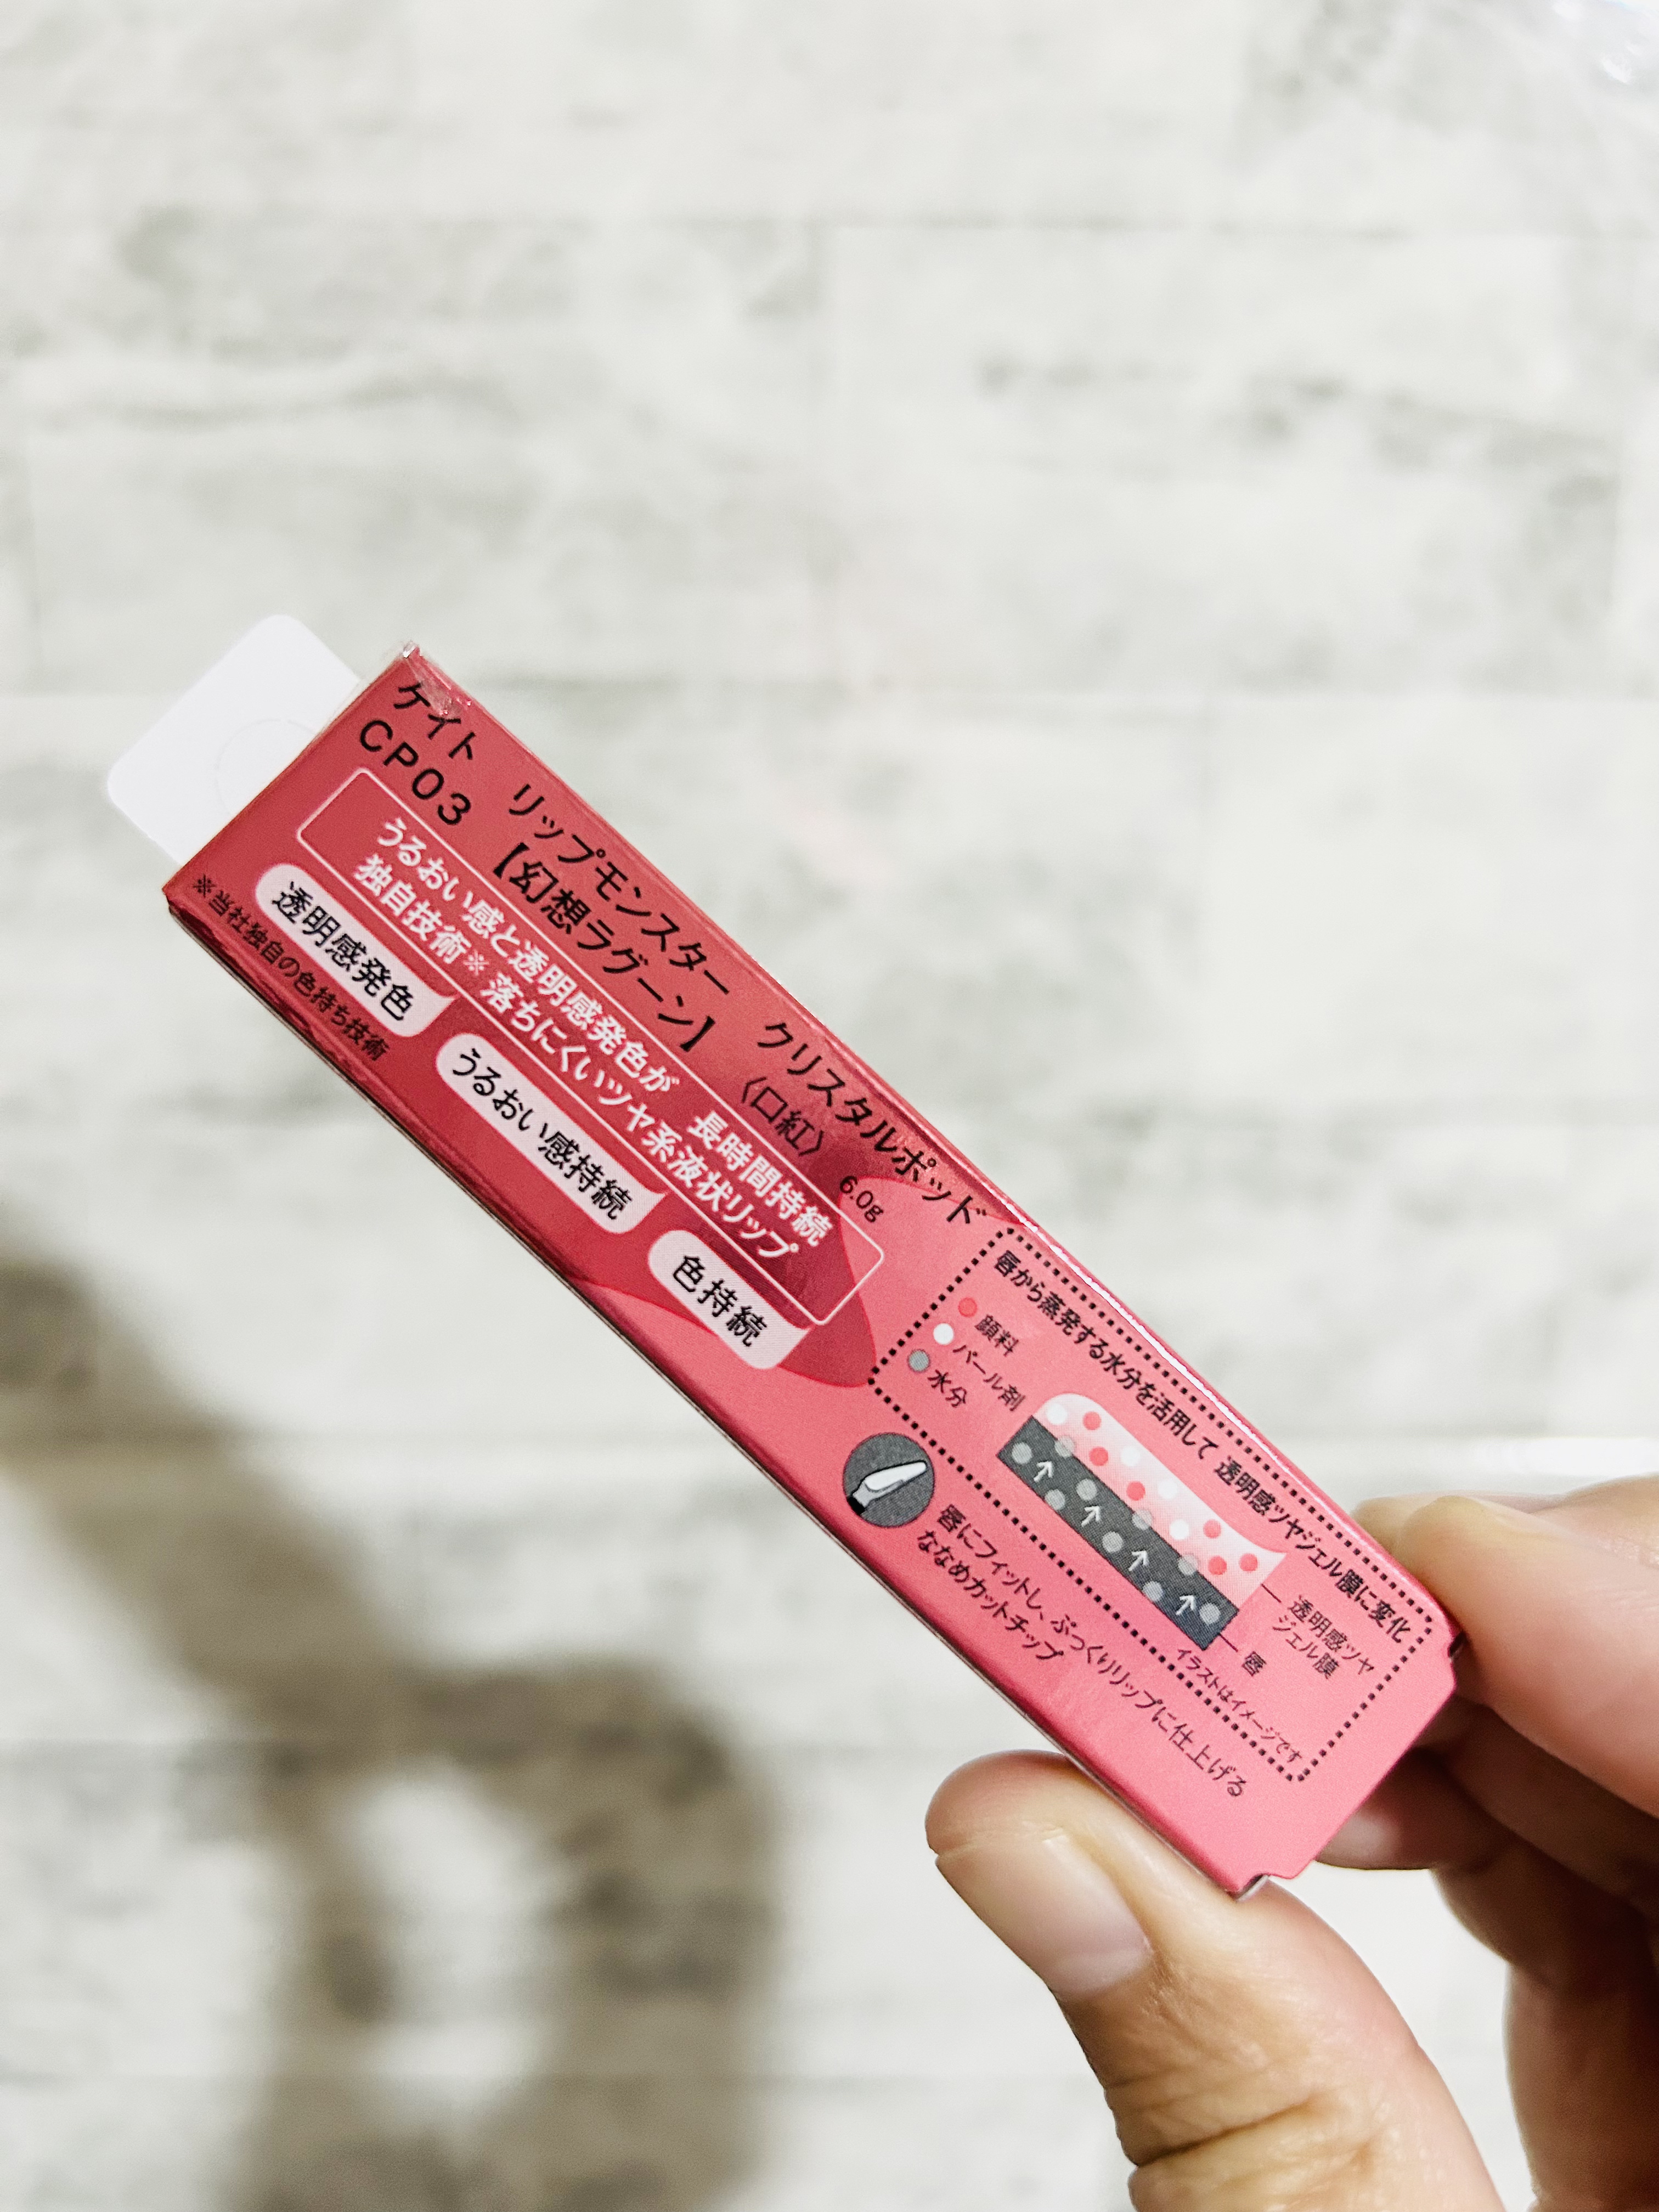 ケイト リップモンスター クリスタルポッド
CP03 【幻想ラグーン】 〈口紅〉 6.0g
うるおい感と透明感発色が 長時間持続
独自技術※ 落ちにくいツヤ系液状リップ
透明感発色 うるおい感持続 色持続
※当社独自の色持ち技術
唇から蒸発する水分を活用して 透明感ツヤジェル膜に変化
顔料
パール剤
水分
透明感ツヤ
ジェル膜
唇
イラストはイメージです
唇にフィットし、ぷっくりリップに仕上げる
ななめカットチップ